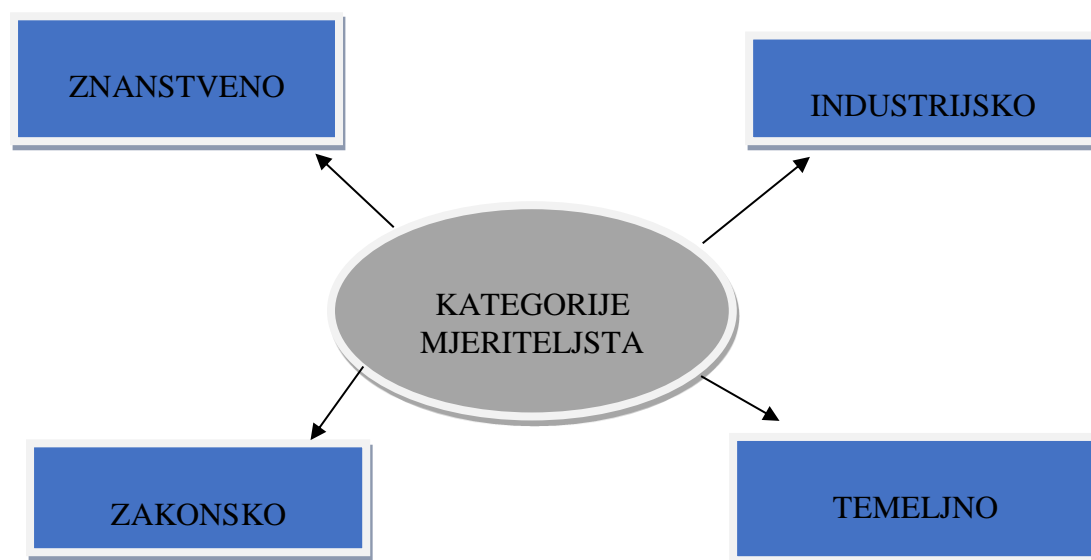 ZNANSTVENO
INDUSTRIJSKO
KATEGORIJE
MJERITELJSTA
ZAKONSKO
TEMELJNO